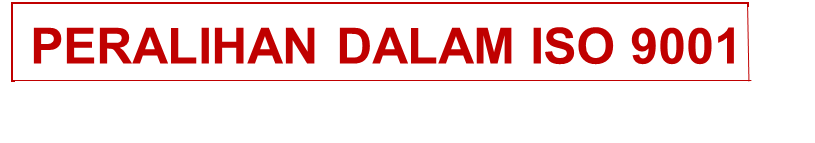 PERALIHAN DALAM ISO 9001